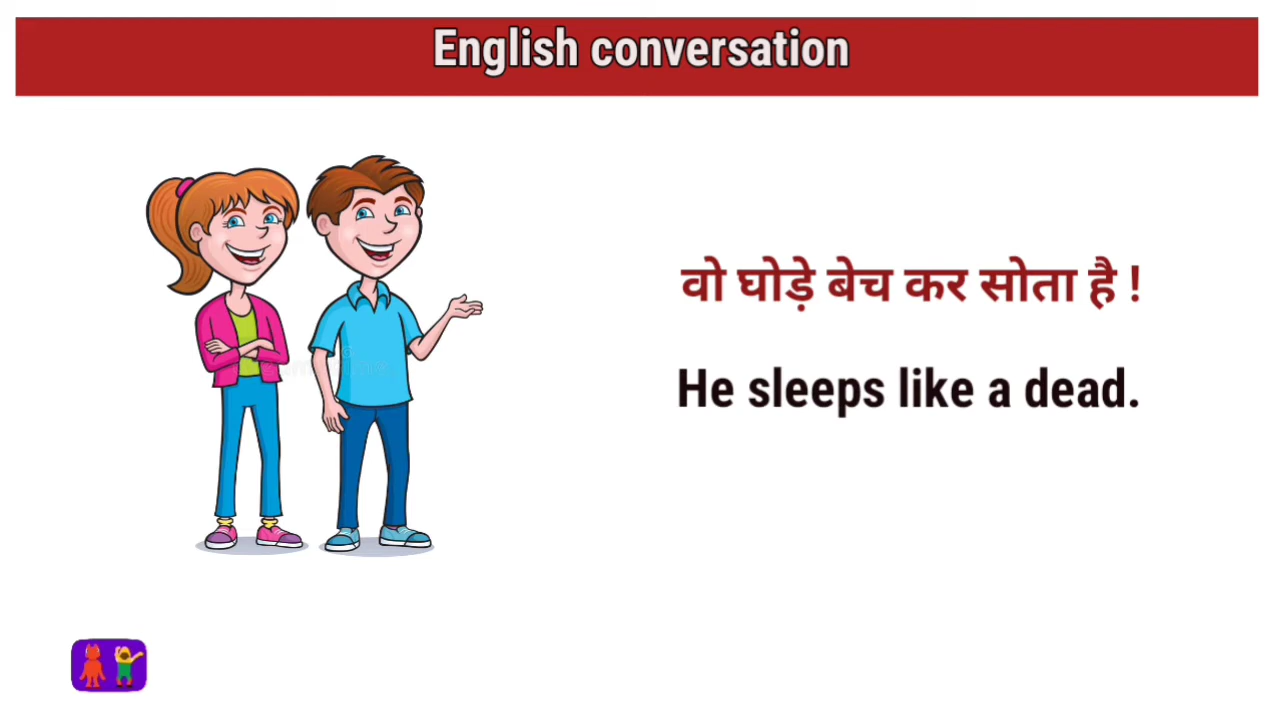 English conversation
वो घोड़े बेच कर सोता है !
He sleeps like a dead.